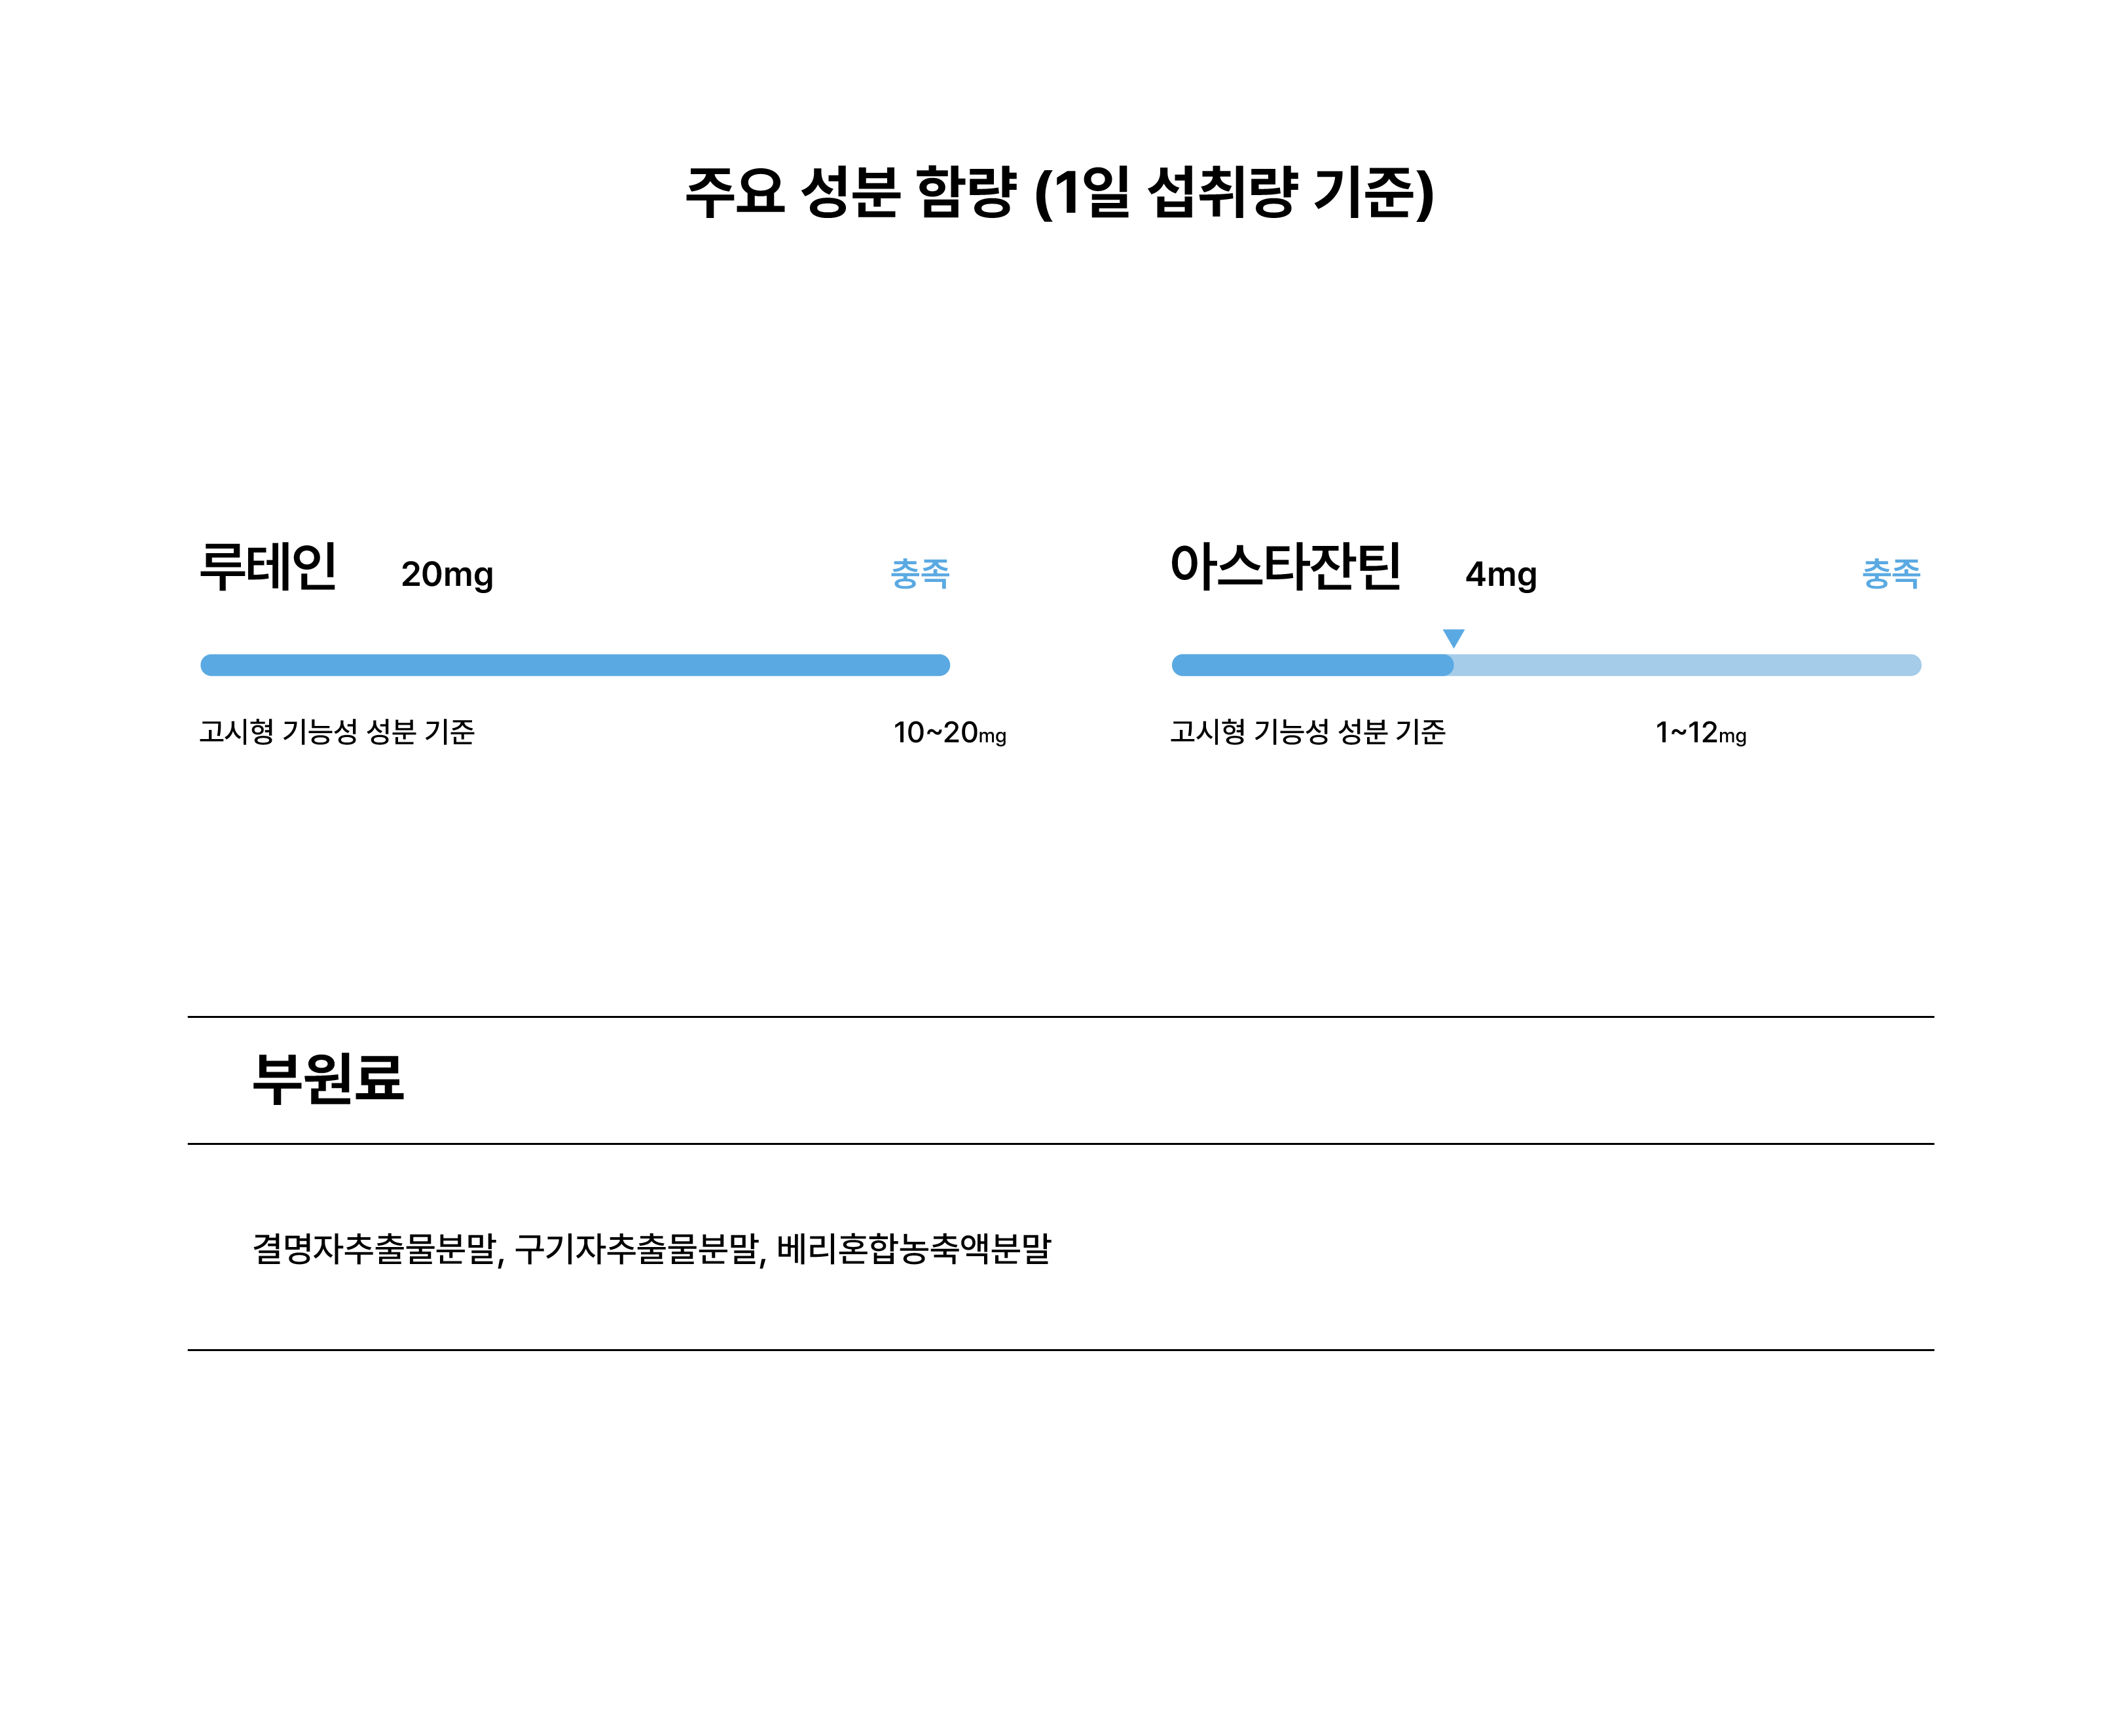 주요 성분 함량 (1일 섭취량 기준)
루테인 20mg 충족
고시형 기능성 성분 기준 10~20mg
아스타잔틴 4mg 충족
고시형 기능성 성분 기준 1~12mg
부원료
결명자추출물분말, 구기자추출물분말, 베리혼합농축액분말